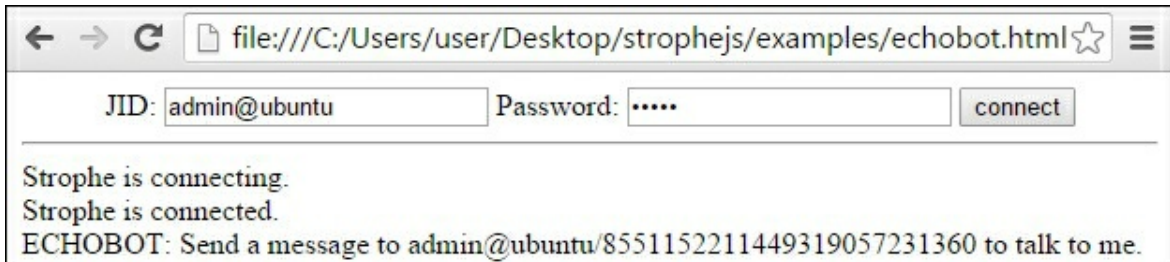 file:///C:/Users/user/Desktop/strophejs/examples/echobot.html
JID: admin@ubuntu Password: ••••• connect
Strophe is connecting.
Strophe is connected.
ECHOBOT: Send a message to admin@ubuntu/8551152211449319057231360 to talk to me.